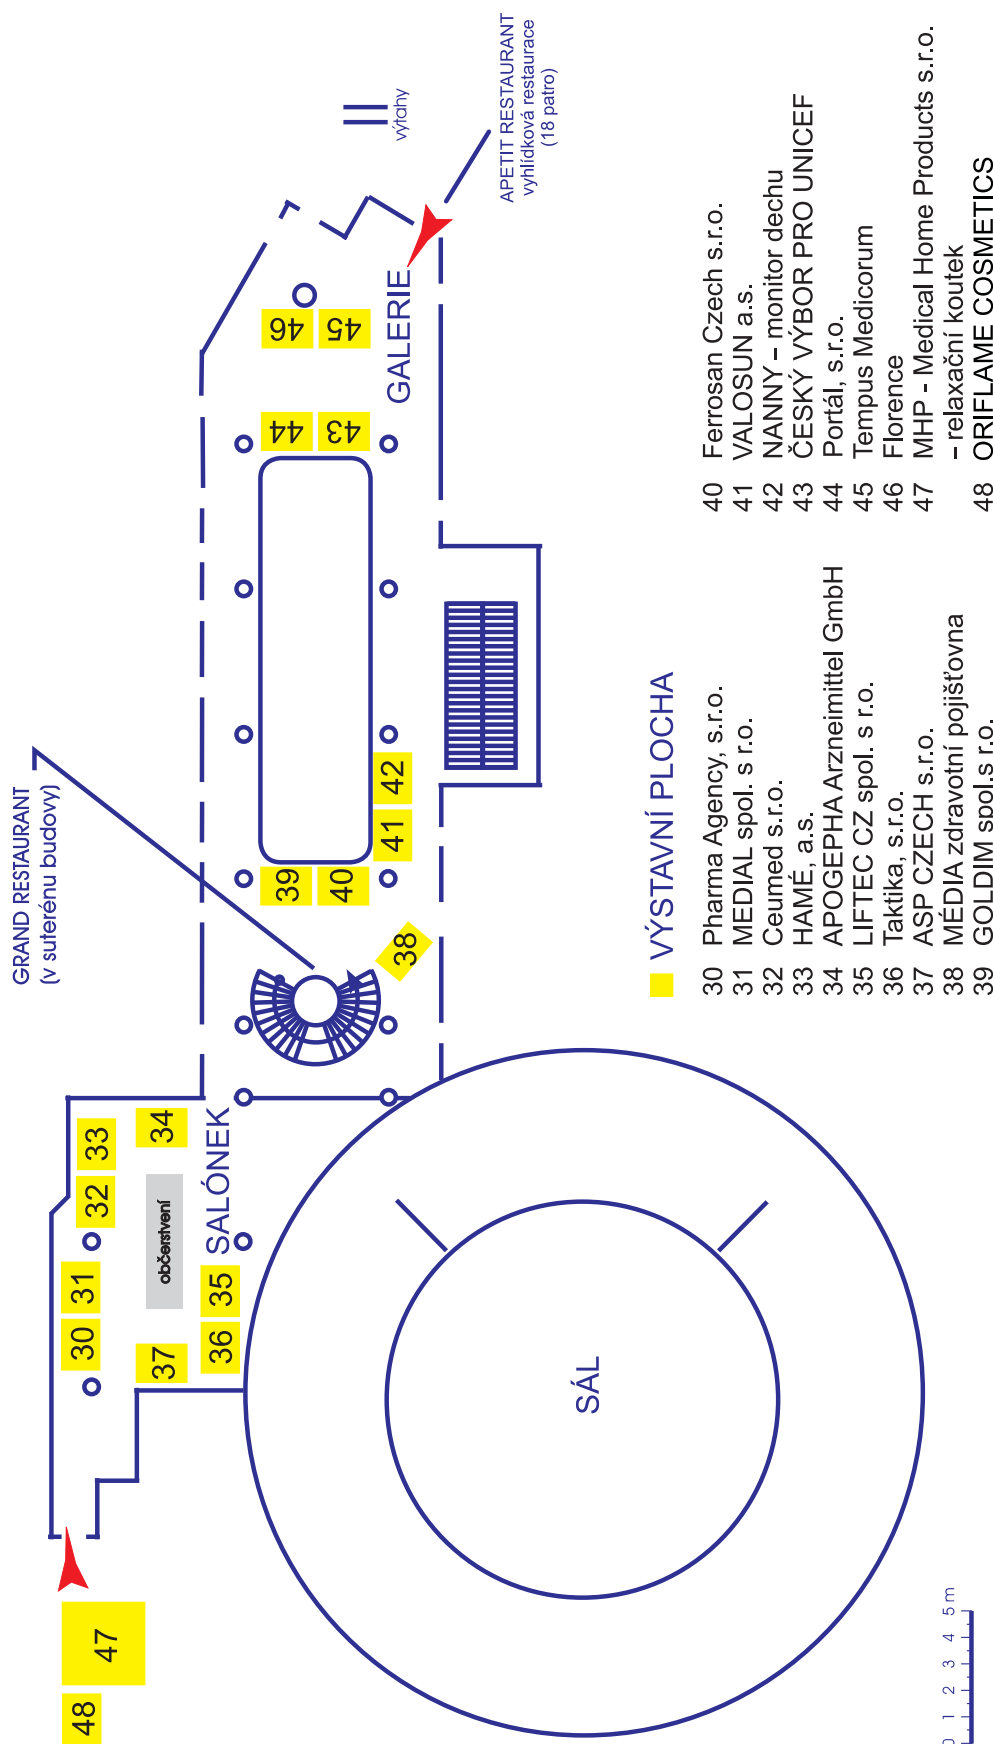 GRAND RESTAURANT
(v suterénu budovy)
výtahy
APETIT RESTAURANT
vyhlídková restaurace
(18 patro)
GALERIE
46
45
44
43
42
41
39
40
38
SALÓNEK
občerstvení
33
32
31
30
34
35
36
37
47
48
SÁL
VÝSTAVNÍ PLOCHA
30 Pharma Agency, s.r.o.
31 MEDIAL spol. s r.o.
32 Ceumed s.r.o.
33 HAMÉ, a.s.
34 APOGEPHA Arzneimittel GmbH
35 LIFTEC CZ spol. s r.o.
36 Taktika, s.r.o.
37 ASP CZECH s.r.o.
38 MÉDIA zdravotní pojišťovna
39 GOLDIM spol.s r.o.
40 Ferrosan Czech s.r.o.
41 VALOSUN a.s.
42 NANNY – monitor dechu
43 ČESKÝ VÝBOR PRO UNICEF
44 Portál, s.r.o.
45 Tempus Medicorum
46 Florence
47 MHP - Medical Home Products s.r.o.
– relaxační koutek
48 ORIFLAME COSMETICS
0 1 2 3 4 5 m